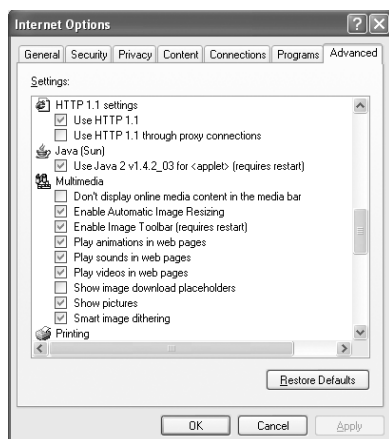 Internet Options
General Security Privacy Content Connections Programs Advanced
Settings:
HTTP 1.1 settings
Use HTTP 1.1
Use HTTP 1.1 through proxy connections
Java (Sun)
Use Java 2 v1.4.2_03 for <applet> (requires restart)
Multimedia
Don't display online media content in the media bar
Enable Automatic Image Resizing
Enable Image Toolbar (requires restart)
Play animations in web pages
Play sounds in web pages
Play videos in web pages
Show image download placeholders
Show pictures
Smart image dithering
Printing
Restore Defaults
OK Cancel Apply